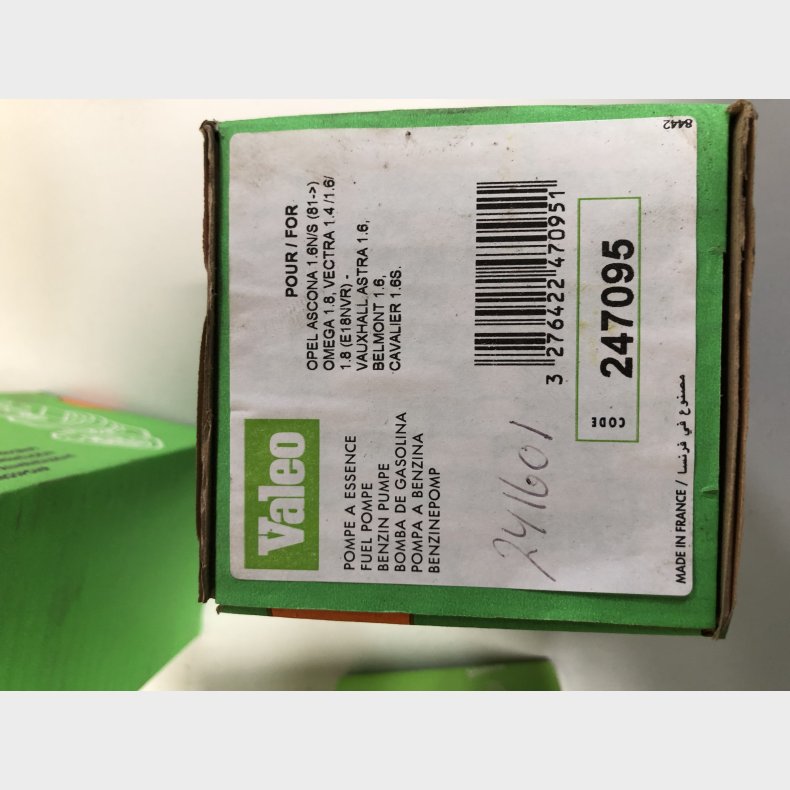 Valeo
POMPE A ESSENCE
FUEL POMPE
BENZIN PUMPE
BOMBA DE GASOLINA
POMPA A BENZINA
BENZINEPOMP
POUR / FOR
OPEL ASCONA 1.6N/S (81->)
OMEGA 1.8, VECTRA 1.4 /1.6/
1.8 (E18NVR) -
VAUXHALL ASTRA 1.6,
BELMONT 1.6,
CAVALIER 1.6S.
241601
3 276422 470951
CODE
247095
MADE IN FRANCE / مصنوع في فرنسا
8442